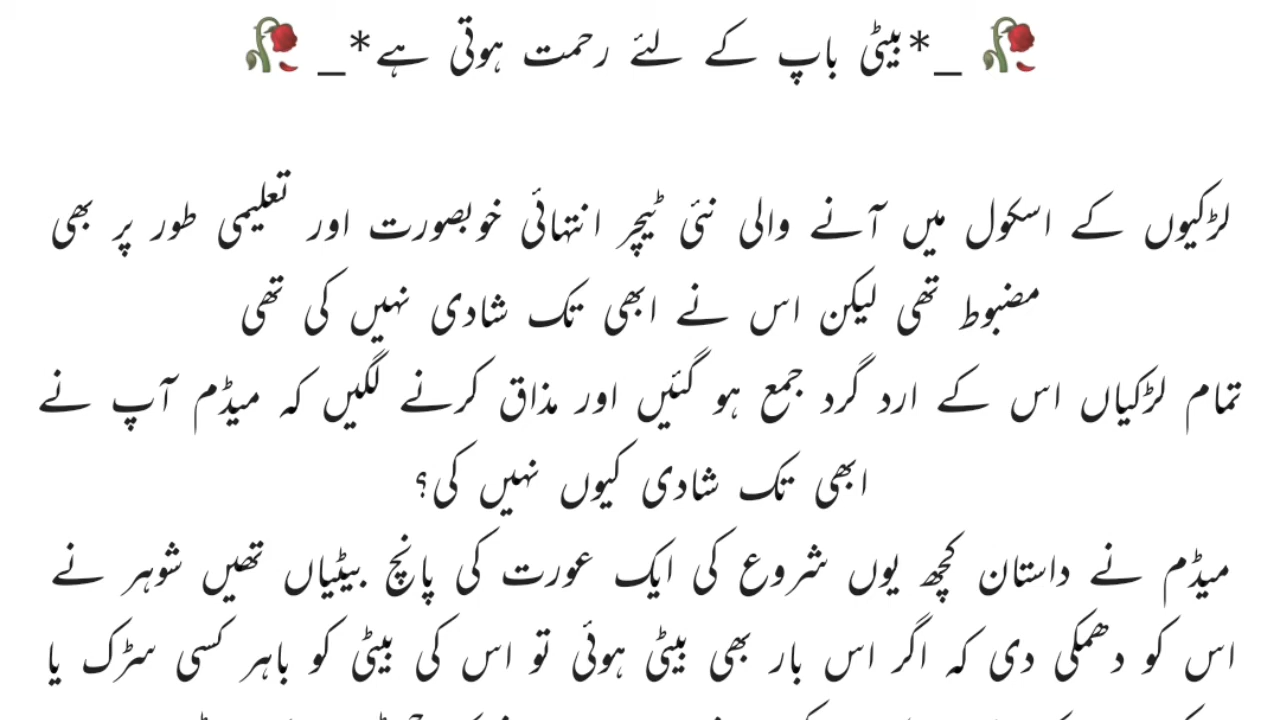 🥀 _*بیٹی باپ کے لئے رحمت ہوتی ہے*_ 🥀
لڑکیوں کے اسکول میں آنے والی نئی ٹیچر انتہائی خوبصورت اور تعلیمی طور پر بھی
مضبوط تھی لیکن اس نے ابھی تک شادی نہیں کی تھی
تمام لڑکیاں اس کے ارد گرد جمع ہو گئیں اور مذاق کرنے لگیں کہ میڈم آپ نے
ابھی تک شادی کیوں نہیں کی؟
میڈم نے داستان کچھ یوں شروع کی ایک عورت کی پانچ بیٹیاں تھیں شوہر نے
اس کو دھمکی دی کہ اگر اس بار بھی بیٹی ہوئی تو اس کی بیٹی کو باہر کسی سڑک یا